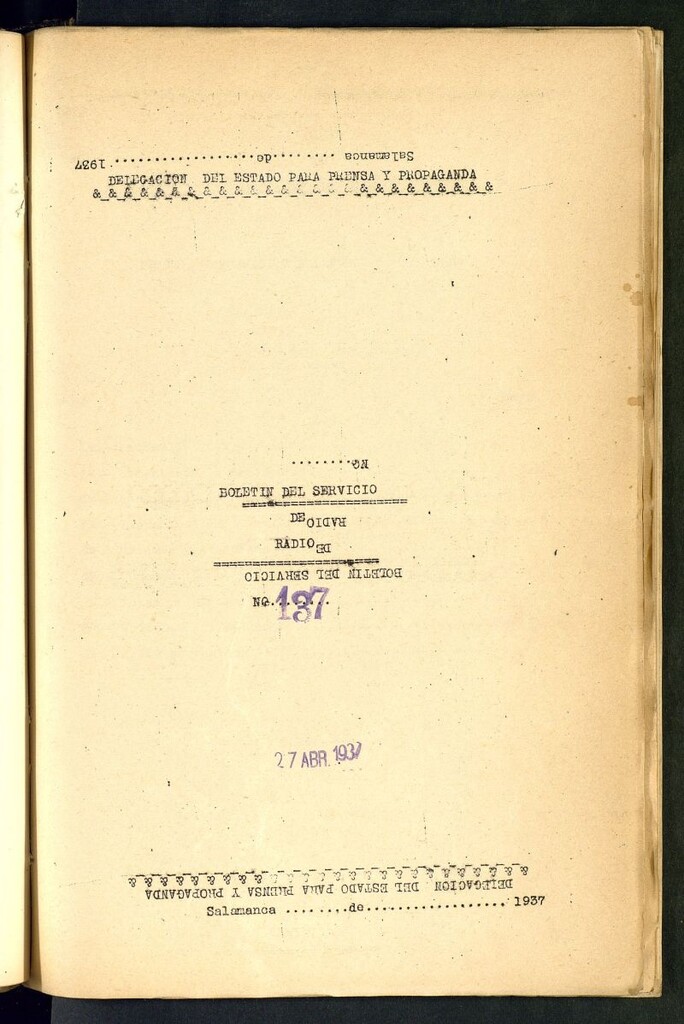 Salamanca ........de................... 1937
DELEGACION DEL ESTADO PARA PRENSA Y PROPAGANDA
&_&_&_&_&_&_&_&_&_&_&_&_&_&_&_&_&_&_&_&_&_&_&_&_&_&
Nº........
BOLETIN DEL SERVICIO
====================
DE
RADIO
RADIO
DE
====================
BOLETIN DEL SERVICIO
Nº........
137
27 ABR. 1937
&_&_&_&_&_&_&_&_&_&_&_&_&_&_&_&_&_&_&_&_&_&_&_&_&_&
DELEGACION DEL ESTADO PARA PRENSA Y PROPAGANDA
Salamanca ........de................... 1937